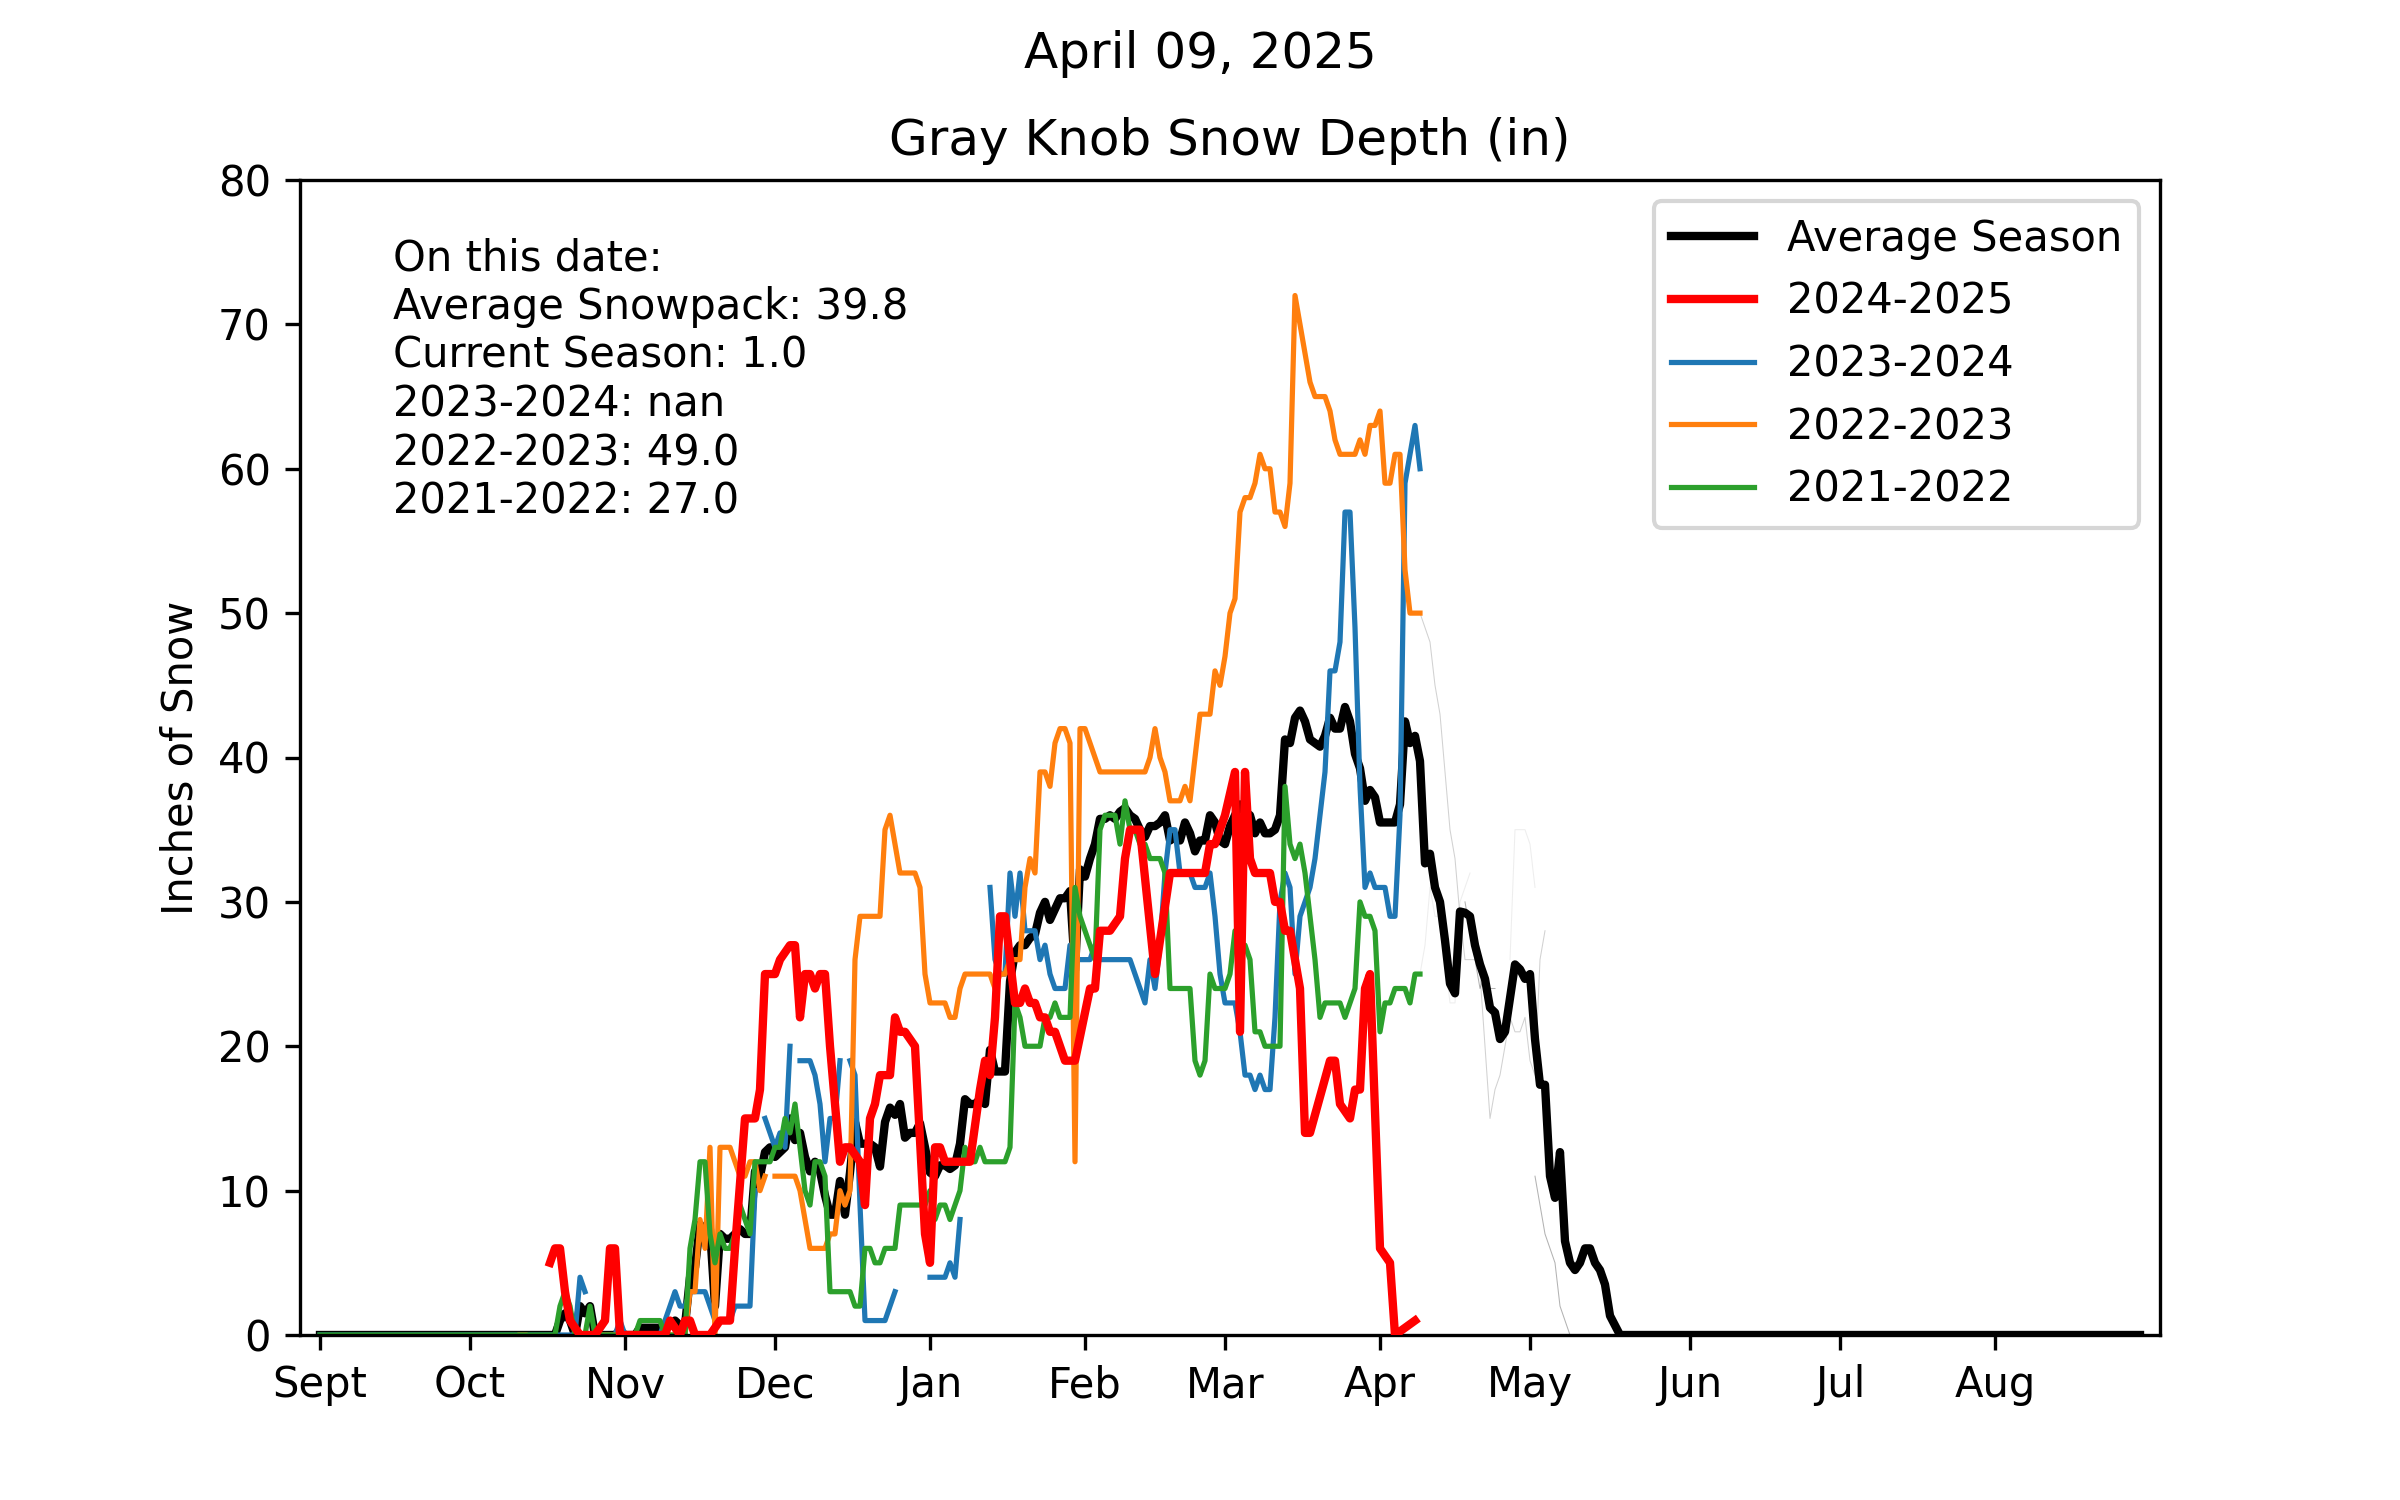 April 09, 2025
Gray Knob Snow Depth (in)
On this date:
Average Snowpack: 39.8
Current Season: 1.0
2023-2024: nan
2022-2023: 49.0
2021-2022: 27.0
Average Season
2024-2025
2023-2024
2022-2023
2021-2022
Inches of Snow
80
70
60
50
40
30
20
10
0
Sept Oct Nov Dec Jan Feb Mar Apr May Jun Jul Aug